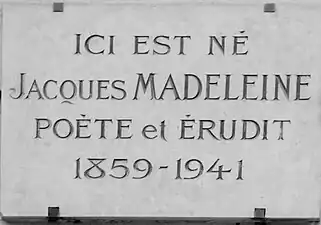 ICI EST NÉ
JACQUES MADELEINE
POÈTE et ÉRUDIT
1859-1941